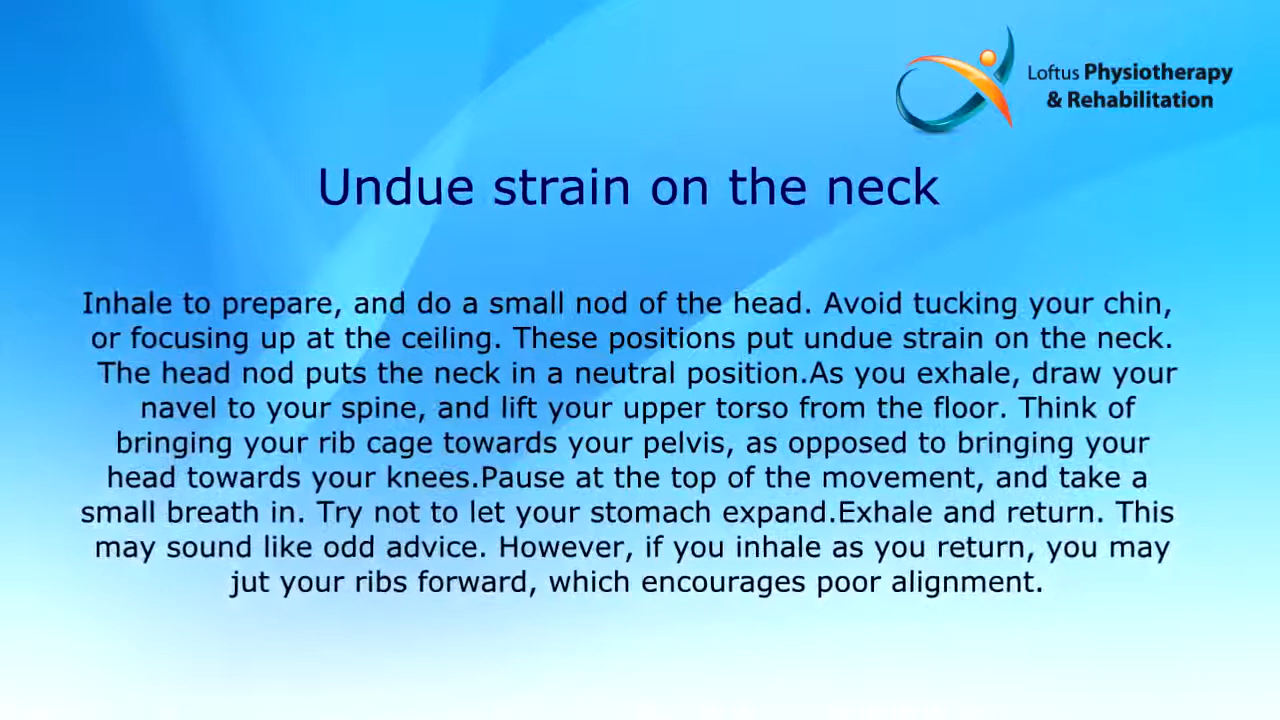 Loftus Physiotherapy
& Rehabilitation
Undue strain on the neck
Inhale to prepare, and do a small nod of the head. Avoid tucking your chin,
or focusing up at the ceiling. These positions put undue strain on the neck.
The head nod puts the neck in a neutral position.As you exhale, draw your
navel to your spine, and lift your upper torso from the floor. Think of
bringing your rib cage towards your pelvis, as opposed to bringing your
head towards your knees.Pause at the top of the movement, and take a
small breath in. Try not to let your stomach expand.Exhale and return. This
may sound like odd advice. However, if you inhale as you return, you may
jut your ribs forward, which encourages poor alignment.